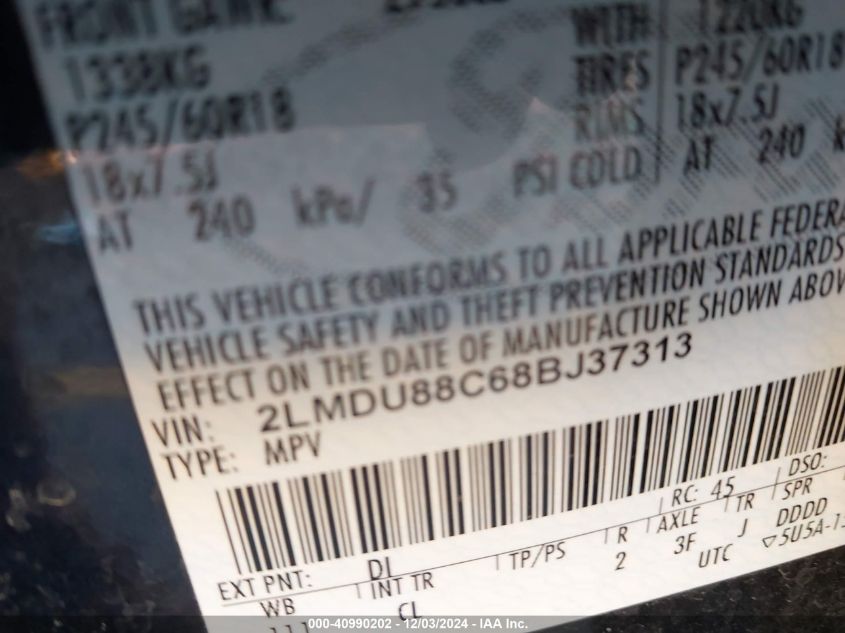 FRONT GAWR: WITH 1220KG
1338KG TIRES P245/60R18
P245/60R18 RIMS 18x7.5J
18x7.5J AT 240
AT 240 kPa/ 35 PSI COLD
THIS VEHICLE CONFORMS TO ALL APPLICABLE FEDERA
VEHICLE SAFETY AND THEFT PREVENTION STANDARDS
EFFECT ON THE DATE OF MANUFACTURE SHOWN ABOV
VIN: 2LMDU88C68BJ37313
TYPE: MPV
RC: 45 DSO:
EXT PNT: DI
WB INT TR TP/PS R AXLE TR SPR
111 CL 2 3F J DDDD
UTC ▽5U5A-15
000-40990202 - 12/03/2024 - IAA Inc.